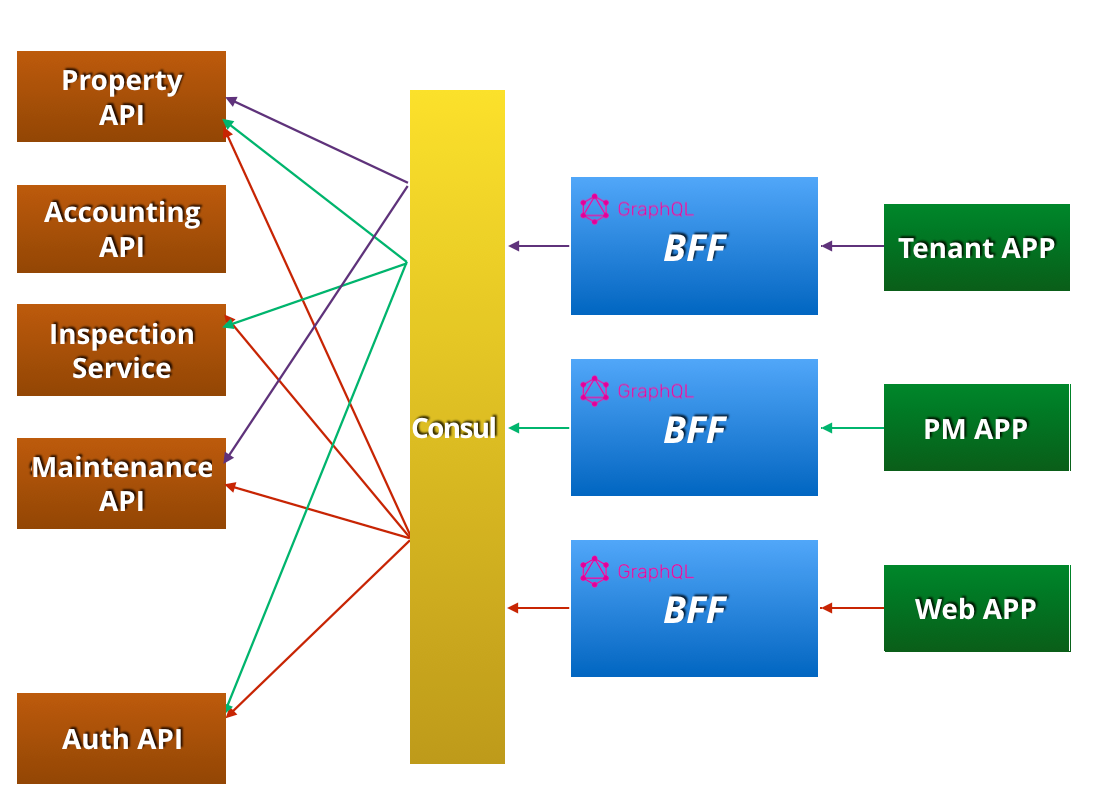 Property
API
Accounting
API
Inspection
Service
Maintenance
API
Auth API
Consul
GraphQL
BFF
GraphQL
BFF
GraphQL
BFF
Tenant APP
PM APP
Web APP